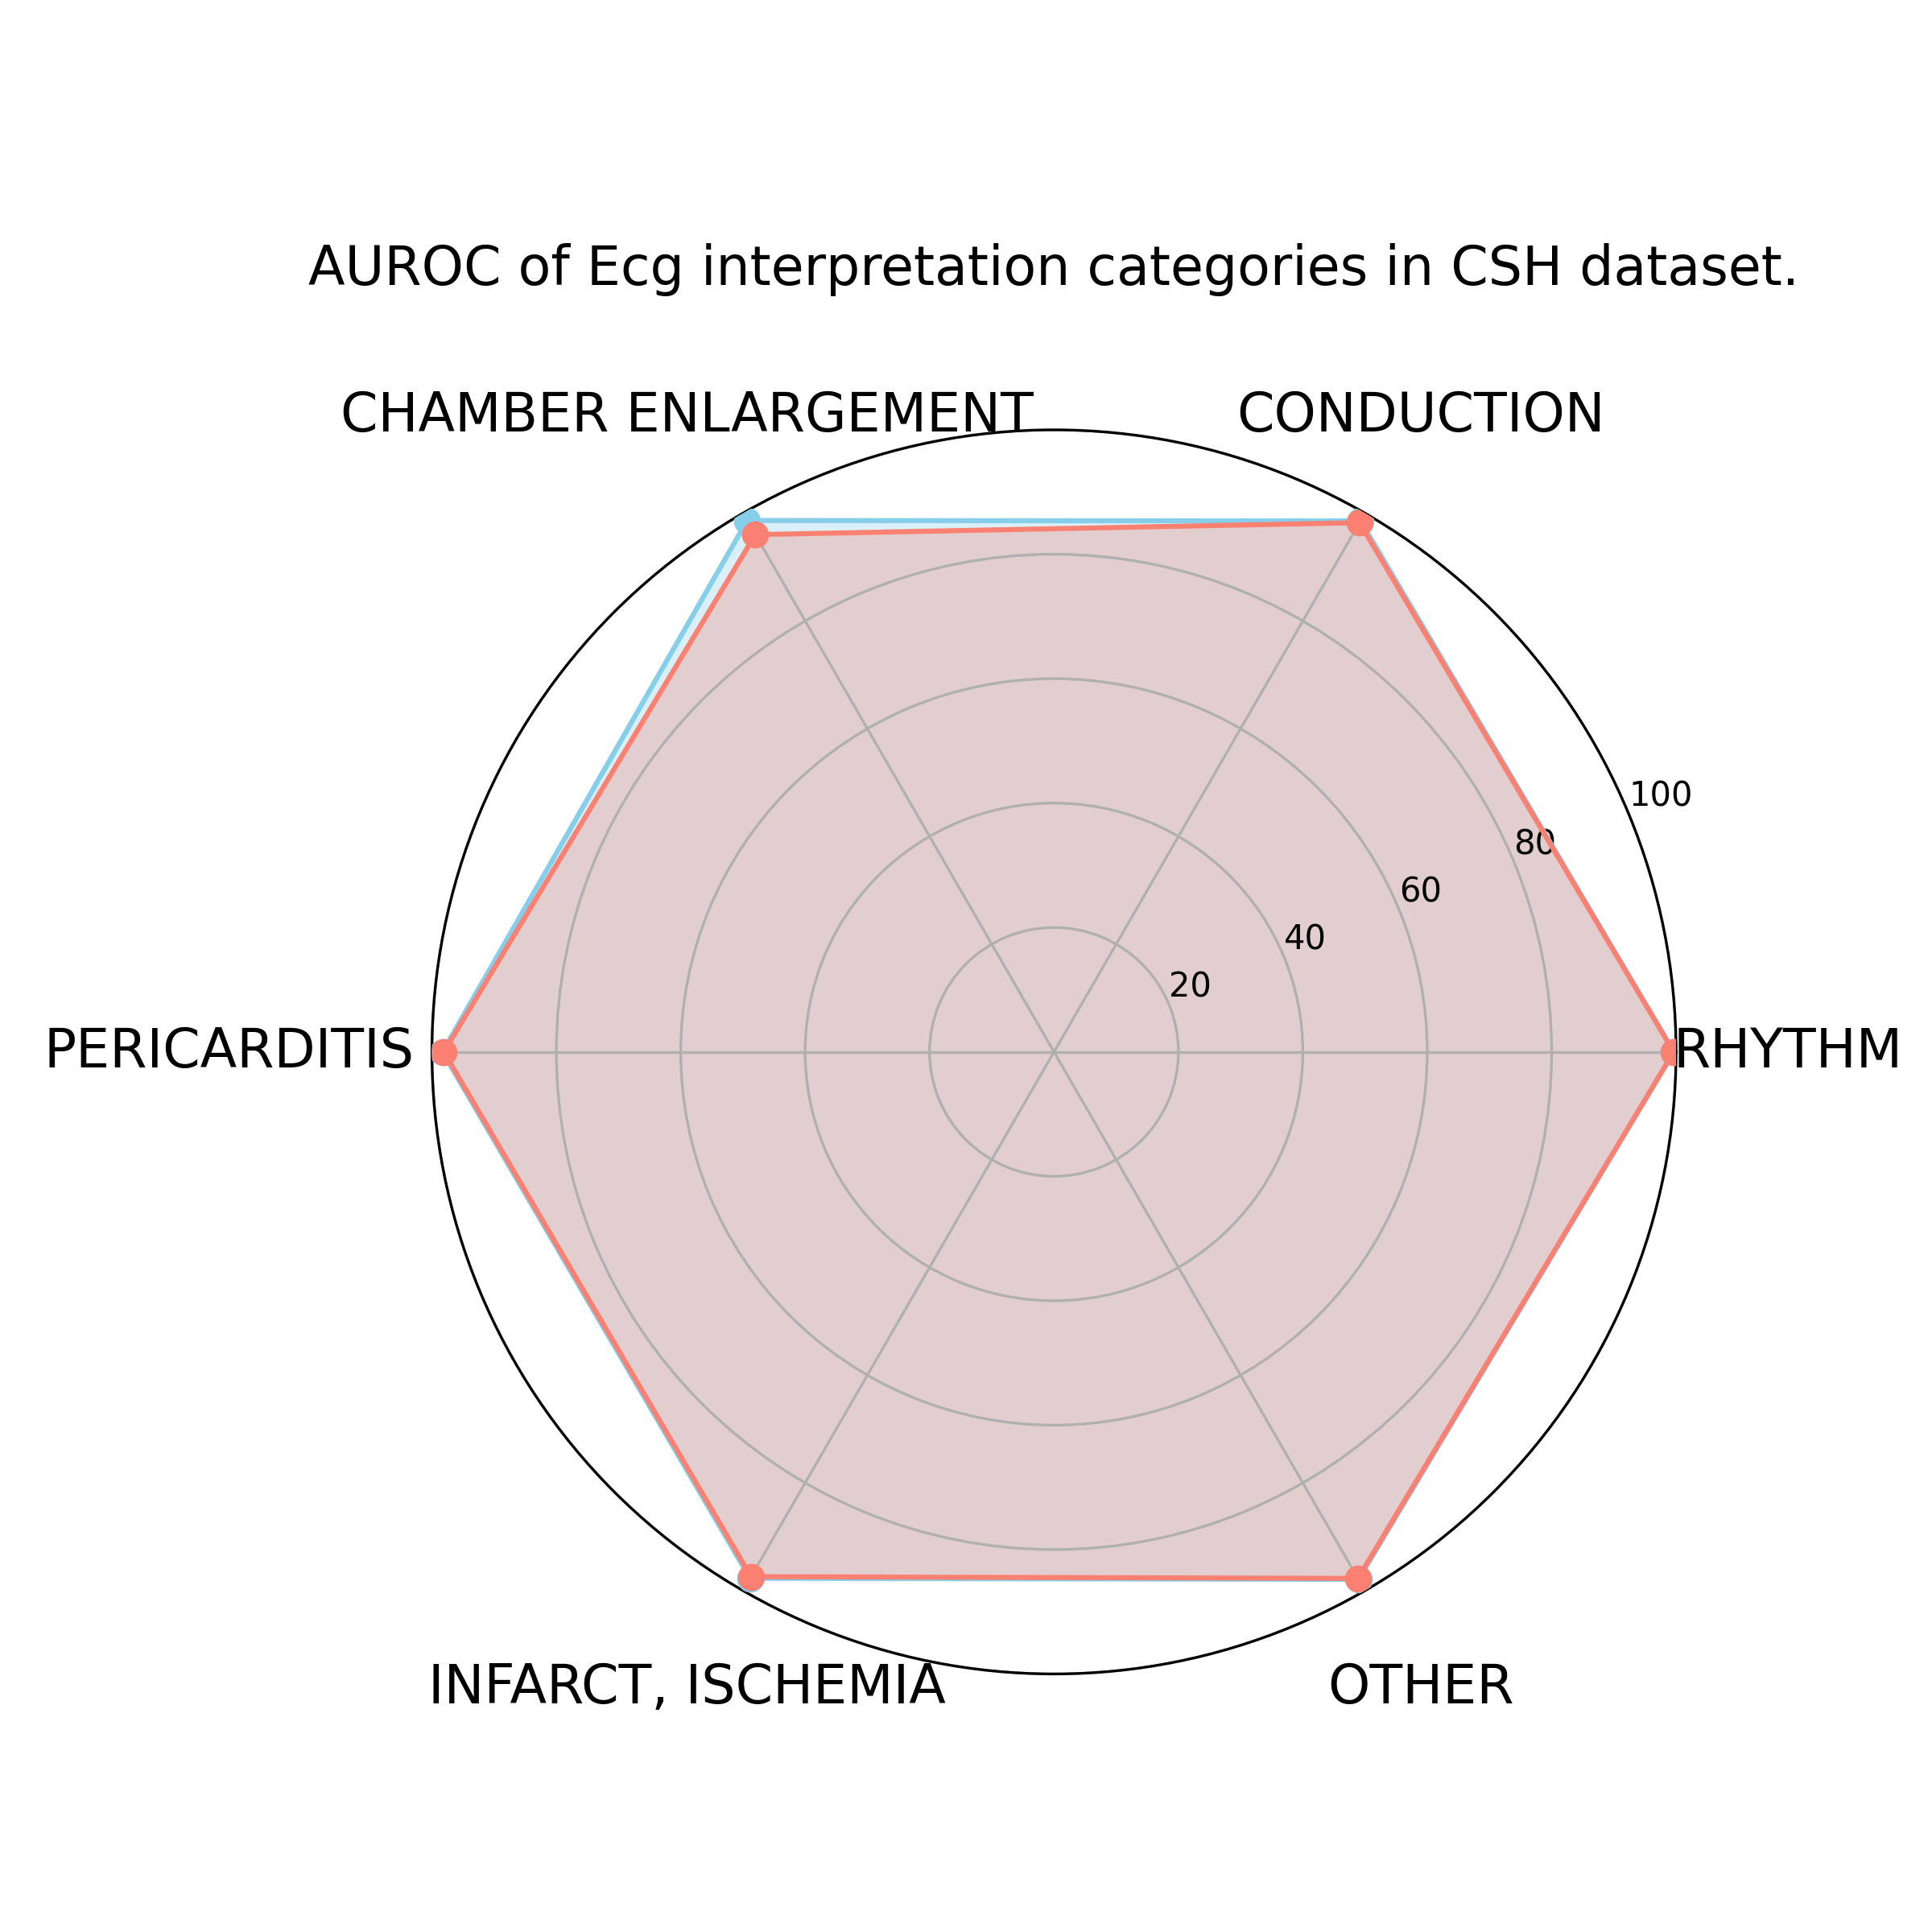 AUROC of Ecg interpretation categories in CSH dataset.
CHAMBER ENLARGEMENT
CONDUCTION
100
80
60
40
20
PERICARDITIS
RHYTHM
INFARCT, ISCHEMIA
OTHER